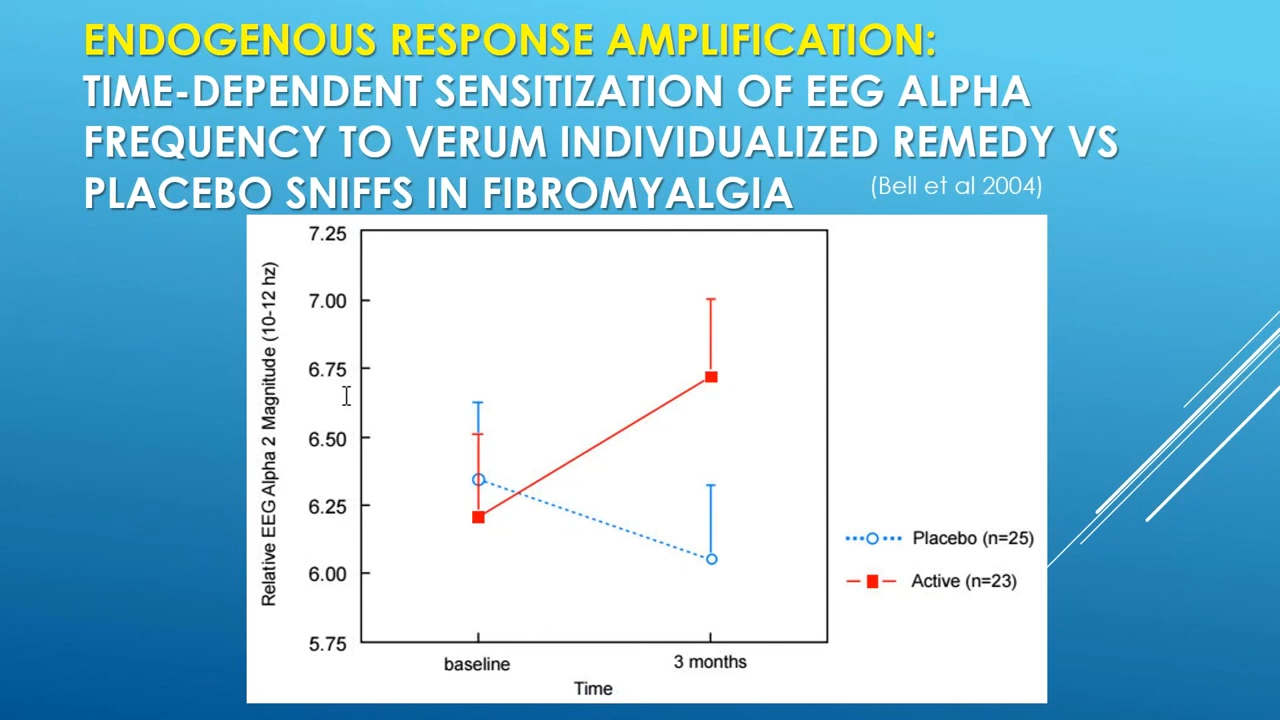 ENDOGENOUS RESPONSE AMPLIFICATION:
TIME-DEPENDENT SENSITIZATION OF EEG ALPHA
FREQUENCY TO VERUM INDIVIDUALIZED REMEDY VS
PLACEBO SNIFFS IN FIBROMYALGIA
(Bell et al 2004)
Relative EEG Alpha 2 Magnitude (10-12 hz)
7.25
7.00
6.75
6.50
6.25
6.00
5.75
baseline
3 months
Time
Placebo (n=25)
Active (n=23)